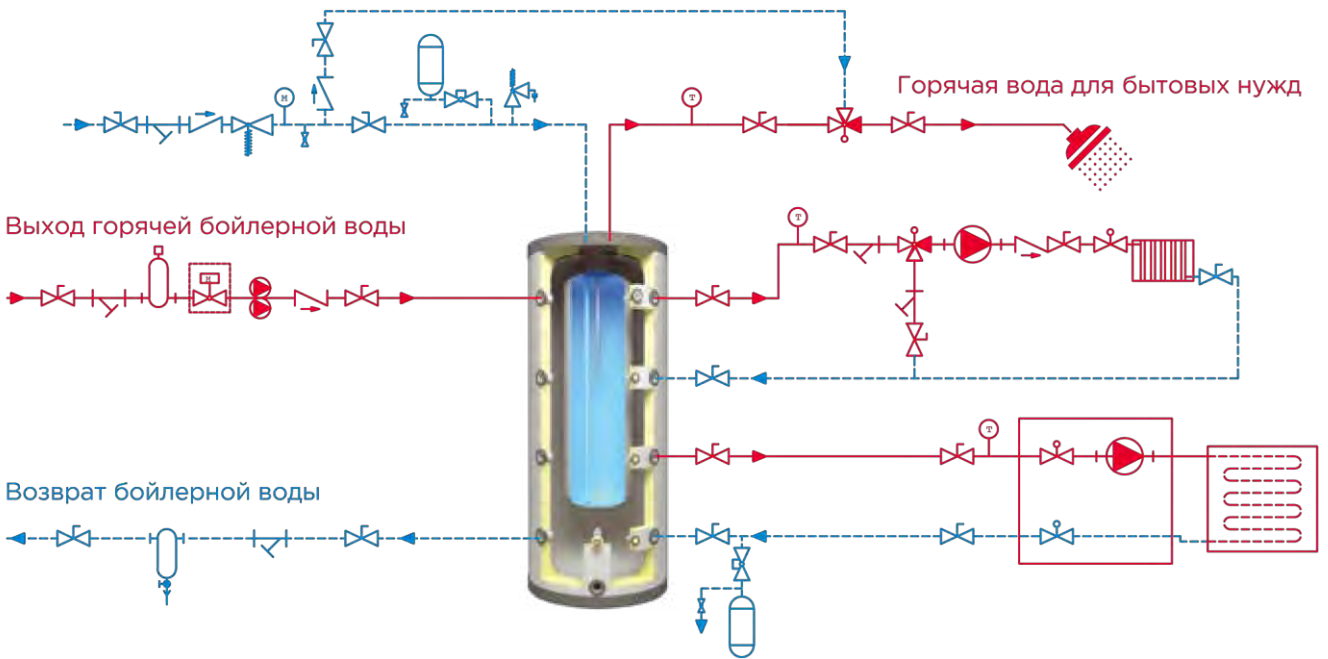 М
Т
Горячая вода для бытовых нужд
Выход горячей бойлерной воды
Т
М
Т
Возврат бойлерной воды